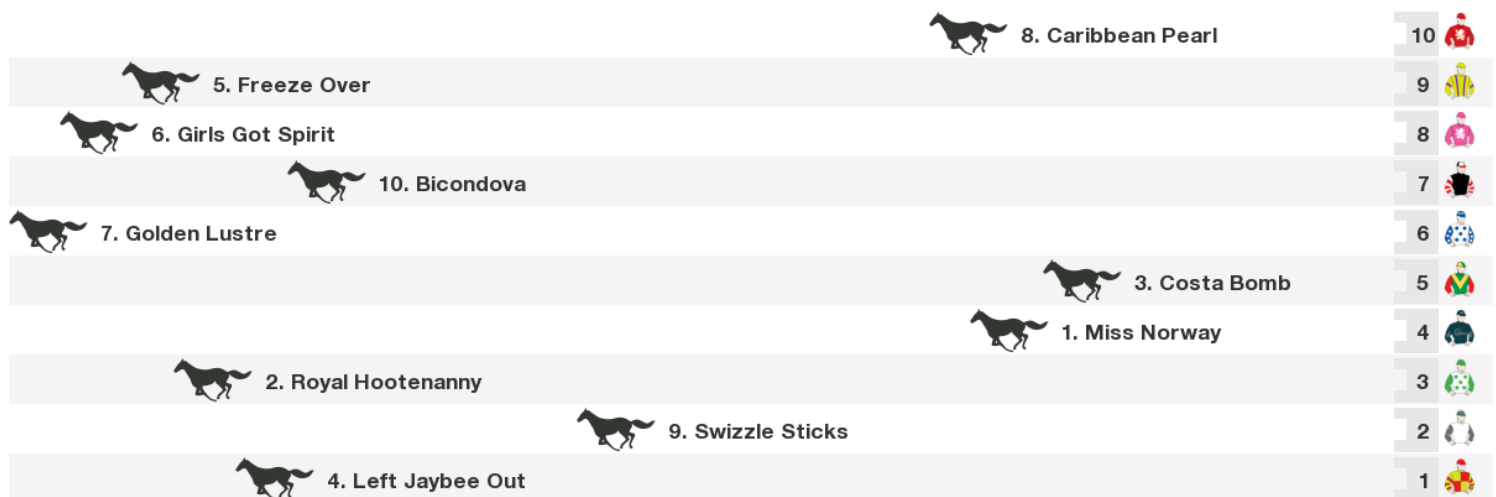 8. Caribbean Pearl 10
5. Freeze Over 9
6. Girls Got Spirit 8
10. Bicondova 7
7. Golden Lustre 6
3. Costa Bomb 5
1. Miss Norway 4
2. Royal Hootenanny 3
9. Swizzle Sticks 2
4. Left Jaybee Out 1